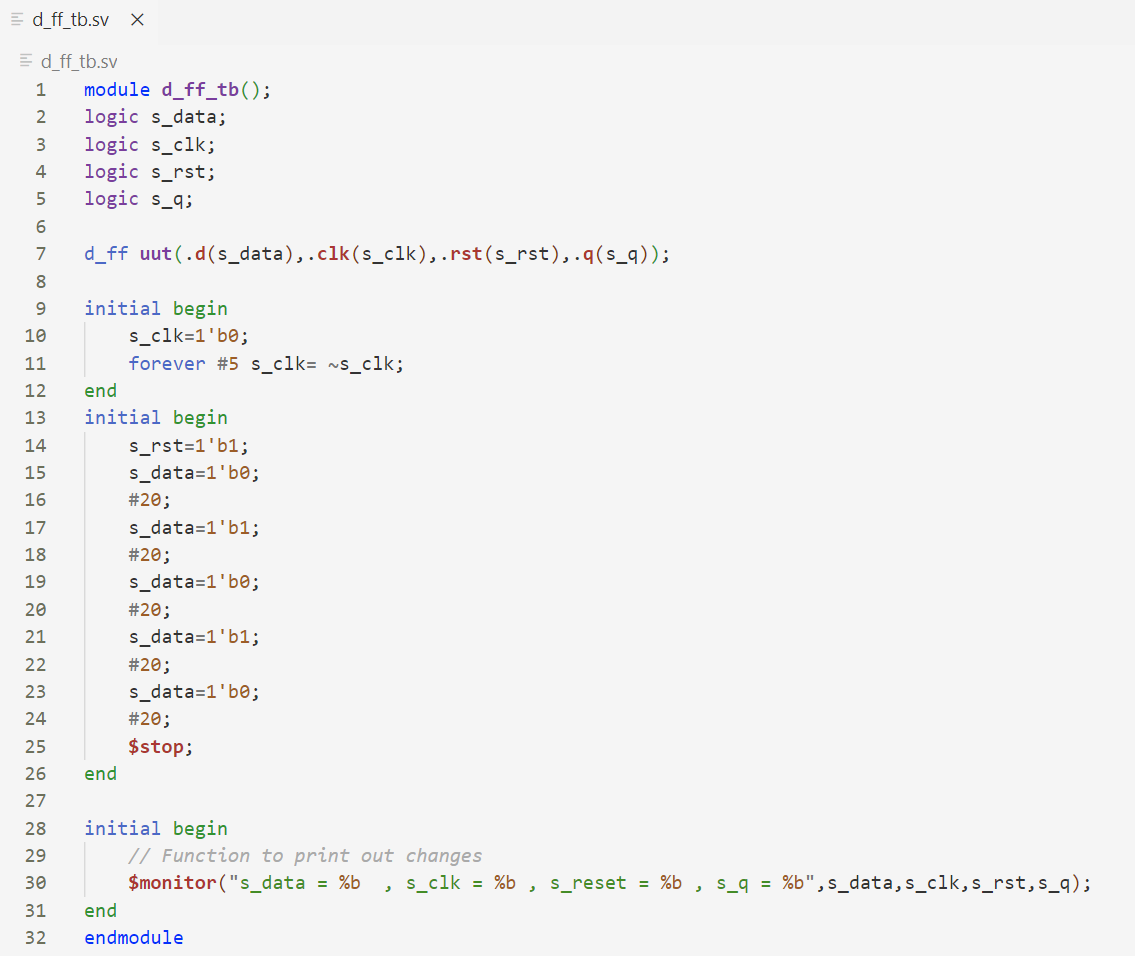 d_ff_tb.sv
d_ff_tb.sv
1 module d_ff_tb();
2 logic s_data;
3 logic s_clk;
4 logic s_rst;
5 logic s_q;
6
7 d_ff uut(.d(s_data),.clk(s_clk),.rst(s_rst),.q(s_q));
8
9 initial begin
10     s_clk=1'b0;
11     forever #5 s_clk= ~s_clk;
12 end
13 initial begin
14     s_rst=1'b1;
15     s_data=1'b0;
16     #20;
17     s_data=1'b1;
18     #20;
19     s_data=1'b0;
20     #20;
21     s_data=1'b1;
22     #20;
23     s_data=1'b0;
24     #20;
25     $stop;
26 end
27
28 initial begin
29     // Function to print out changes
30     $monitor("s_data = %b  , s_clk = %b , s_reset = %b , s_q = %b",s_data,s_clk,s_rst,s_q);
31 end
32 endmodule